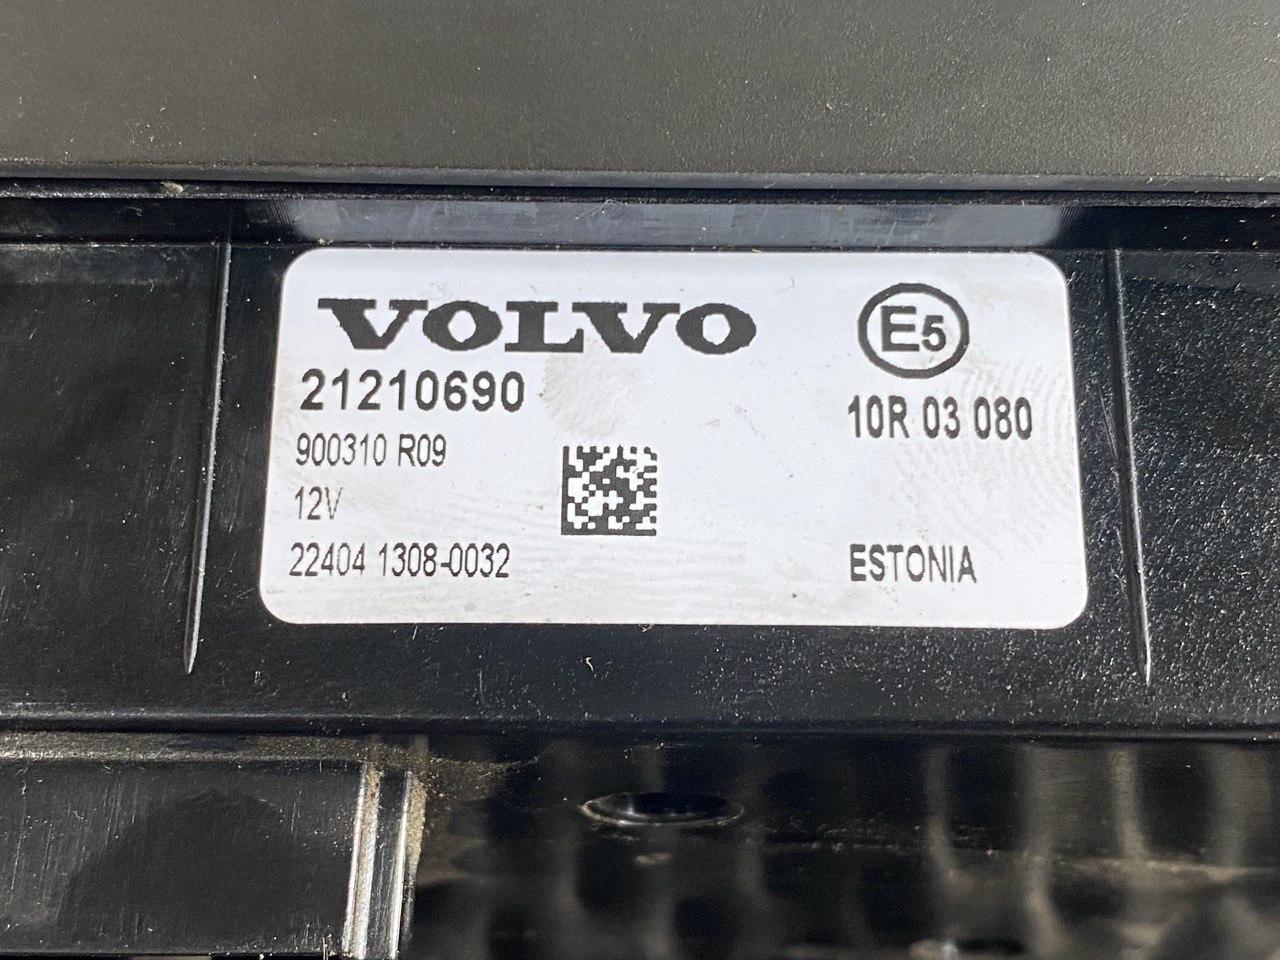 VOLVO
E5
21210690
10R 03 080
900310 R09
12V
22404 1308-0032
ESTONIA